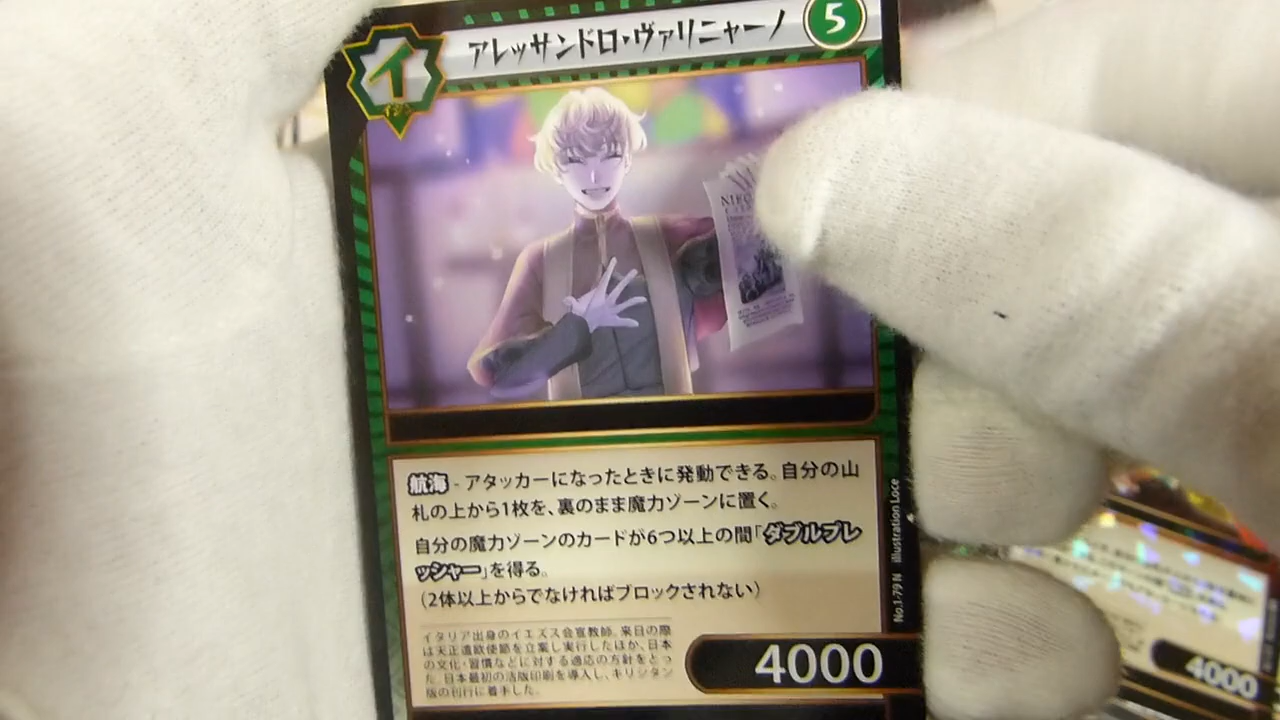 イ
アレッサンドロ・ヴァリニャーノ
5
航海 - アタッカーになったときに発動できる。自分の山
札の上から1枚を、裏のまま魔力ゾーンに置く。
自分の魔力ゾーンのカードが6つ以上の間「ダブルプレ
ッシャー」を得る。
(2体以上からでなければブロックされない)
イタリア出身のイエズス会宣教師。来日の際
は天正遣欧使節を立案し実行したほか、日本
の文化・習慣などに対する適応の方針をとっ
た。日本最初の活版印刷を導入し、キリシタン
版の刊行に着手した。
4000
No.1-79 N illustration Loce
4000